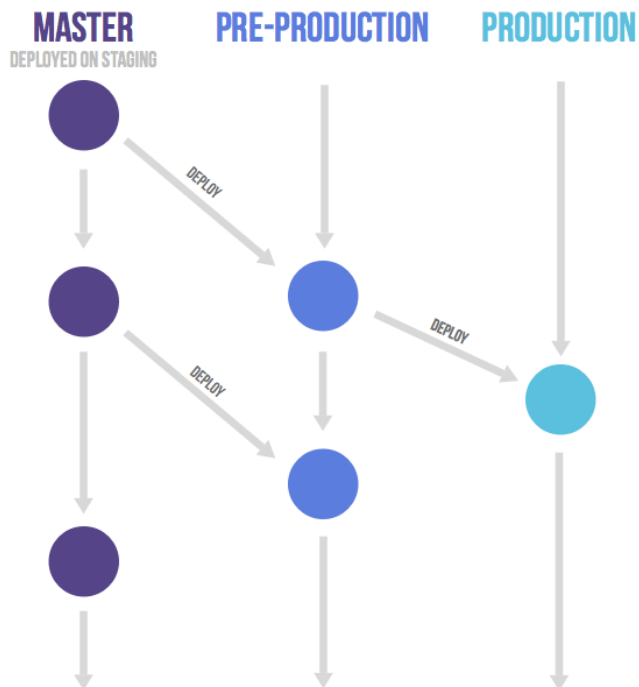 MASTER
DEPLOYED ON STAGING
PRE-PRODUCTION
PRODUCTION
DEPLOY
DEPLOY
DEPLOY